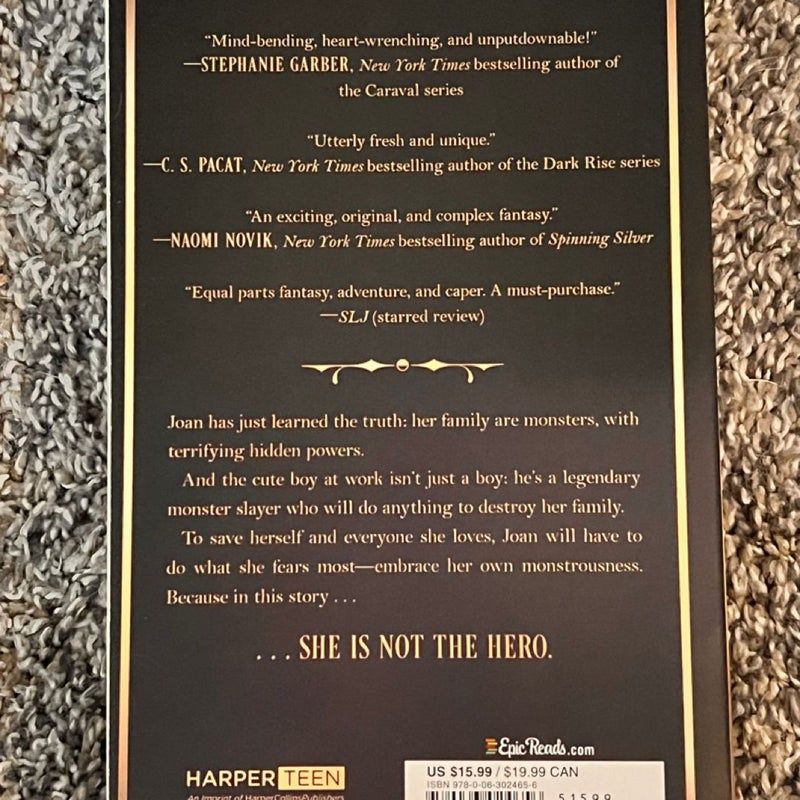 “Mind-bending, heart-wrenching, and unputdownable!”
—STEPHANIE GARBER, New York Times bestselling author of
the Caraval series
“Utterly fresh and unique.”
—C. S. PACAT, New York Times bestselling author of the Dark Rise series
“An exciting, original, and complex fantasy.”
—NAOMI NOVIK, New York Times bestselling author of Spinning Silver
“Equal parts fantasy, adventure, and caper. A must-purchase.”
—SLJ (starred review)
Joan has just learned the truth: her family are monsters, with
terrifying hidden powers.
And the cute boy at work isn’t just a boy: he’s a legendary
monster slayer who will do anything to destroy her family.
To save herself and everyone she loves, Joan will have to
do what she fears most—embrace her own monstrousness.
Because in this story . . .
. . . SHE IS NOT THE HERO.
EpicReads.com
HARPER TEEN
An Imprint of HarperCollinsPublishers
US $15.99 / $19.99 CAN
ISBN 978-0-06-302465-6
51599